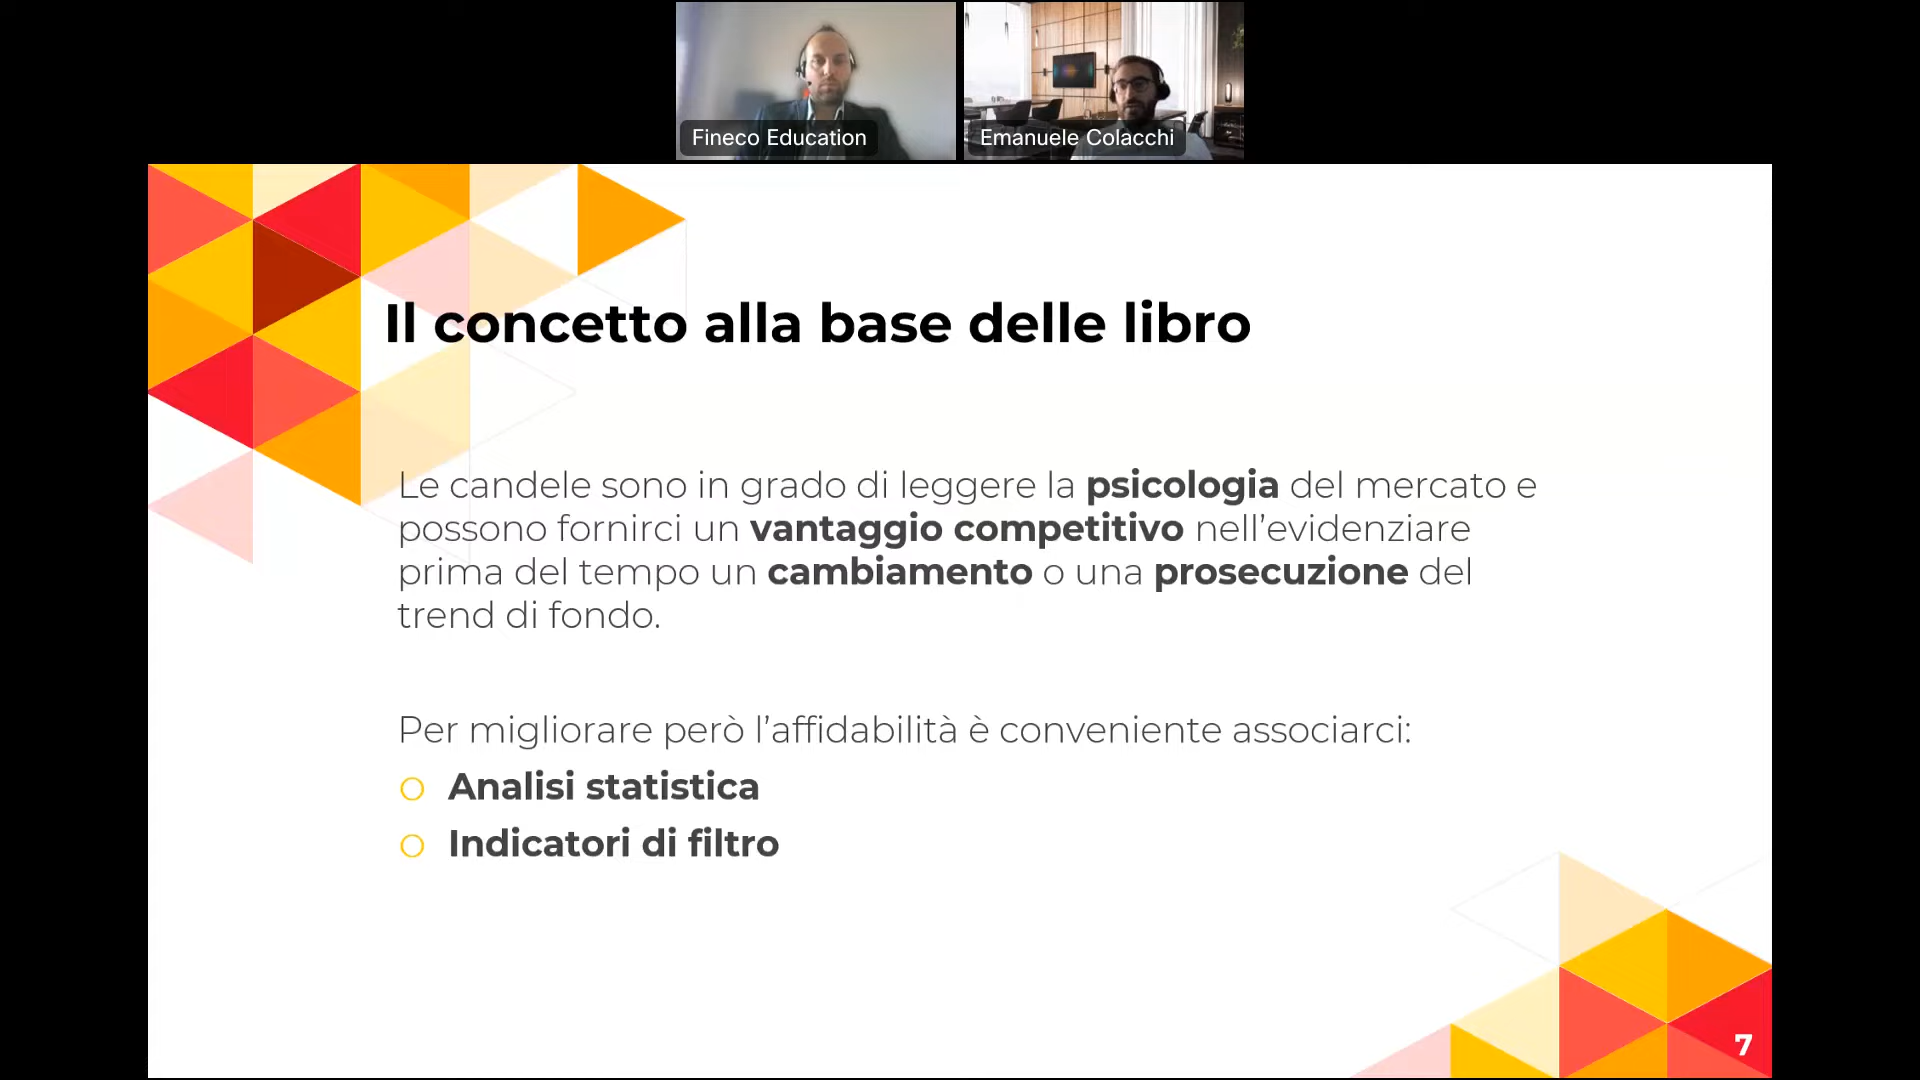 Fineco Education
Emanuele Colacchi
Il concetto alla base delle libro
Le candele sono in grado di leggere la psicologia del mercato e
possono fornirci un vantaggio competitivo nell’evidenziare
prima del tempo un cambiamento o una prosecuzione del
trend di fondo.
Per migliorare però l’affidabilità è conveniente associarci:
Analisi statistica
Indicatori di filtro
7